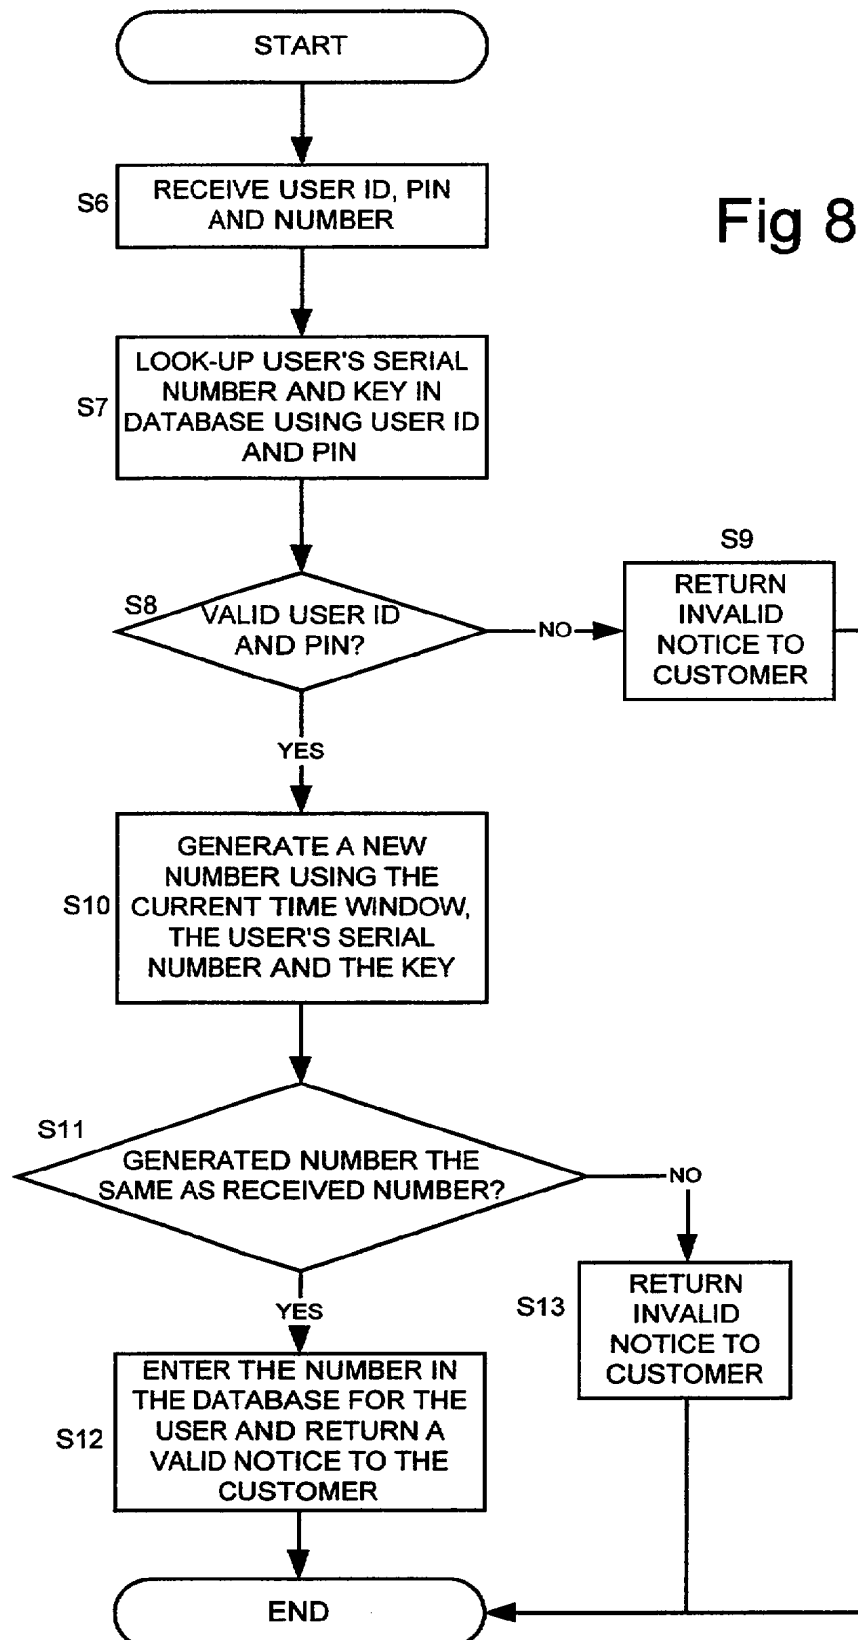 START
S6
RECEIVE USER ID, PIN
AND NUMBER
Fig 8
S7
LOOK-UP USER'S SERIAL
NUMBER AND KEY IN
DATABASE USING USER ID
AND PIN
S8
VALID USER ID
AND PIN?
NO
S9
RETURN
INVALID
NOTICE TO
CUSTOMER
YES
S10
GENERATE A NEW
NUMBER USING THE
CURRENT TIME WINDOW,
THE USER'S SERIAL
NUMBER AND THE KEY
S11
GENERATED NUMBER THE
SAME AS RECEIVED NUMBER?
NO
S13
RETURN
INVALID
NOTICE TO
CUSTOMER
YES
S12
ENTER THE NUMBER IN
THE DATABASE FOR THE
USER AND RETURN A
VALID NOTICE TO THE
CUSTOMER
END